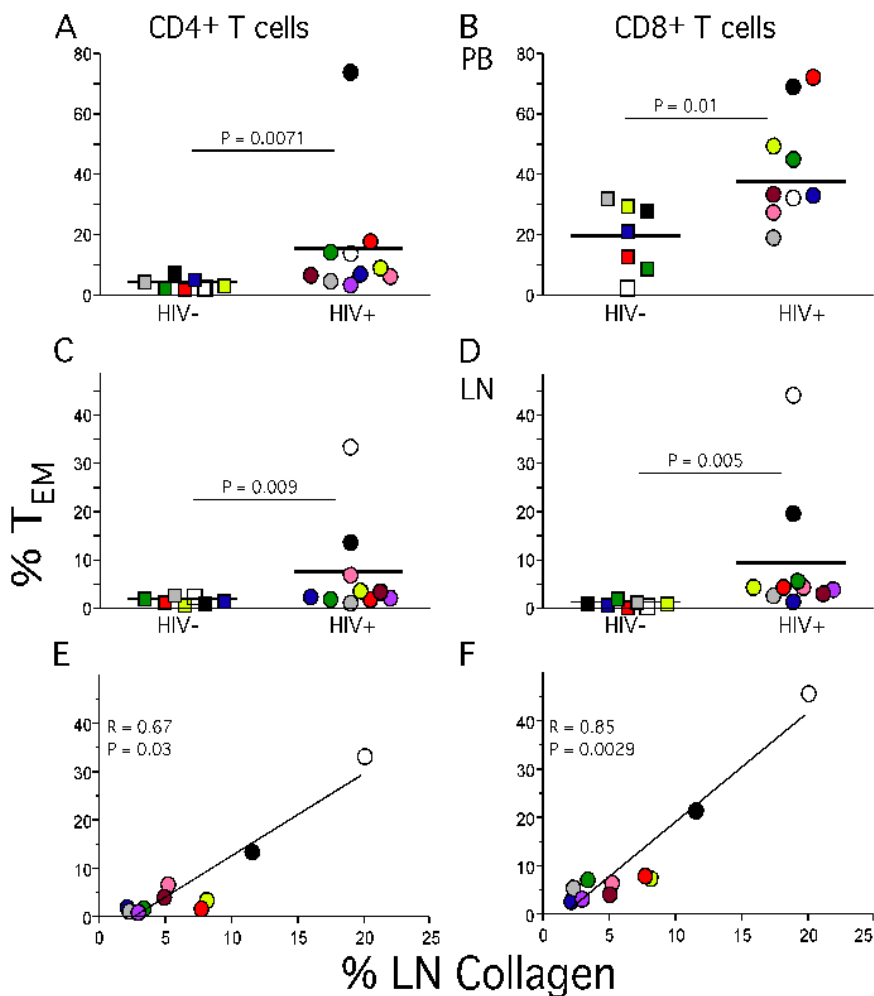 A CD4+ T cells
B CD8+ T cells
PB
80
60
40
20
0
P = 0.0071
HIV- HIV+
80
60
40
20
0
P = 0.01
HIV- HIV+
C
40
30
20
10
0
P = 0.009
HIV- HIV+
D
LN
40
30
20
10
0
P = 0.005
HIV- HIV+
% TEM
E
R = 0.67
P = 0.03
40
30
20
10
0
0 5 10 15 20 25
F
R = 0.85
P = 0.0029
40
30
20
10
0
0 5 10 15 20 25
% LN Collagen